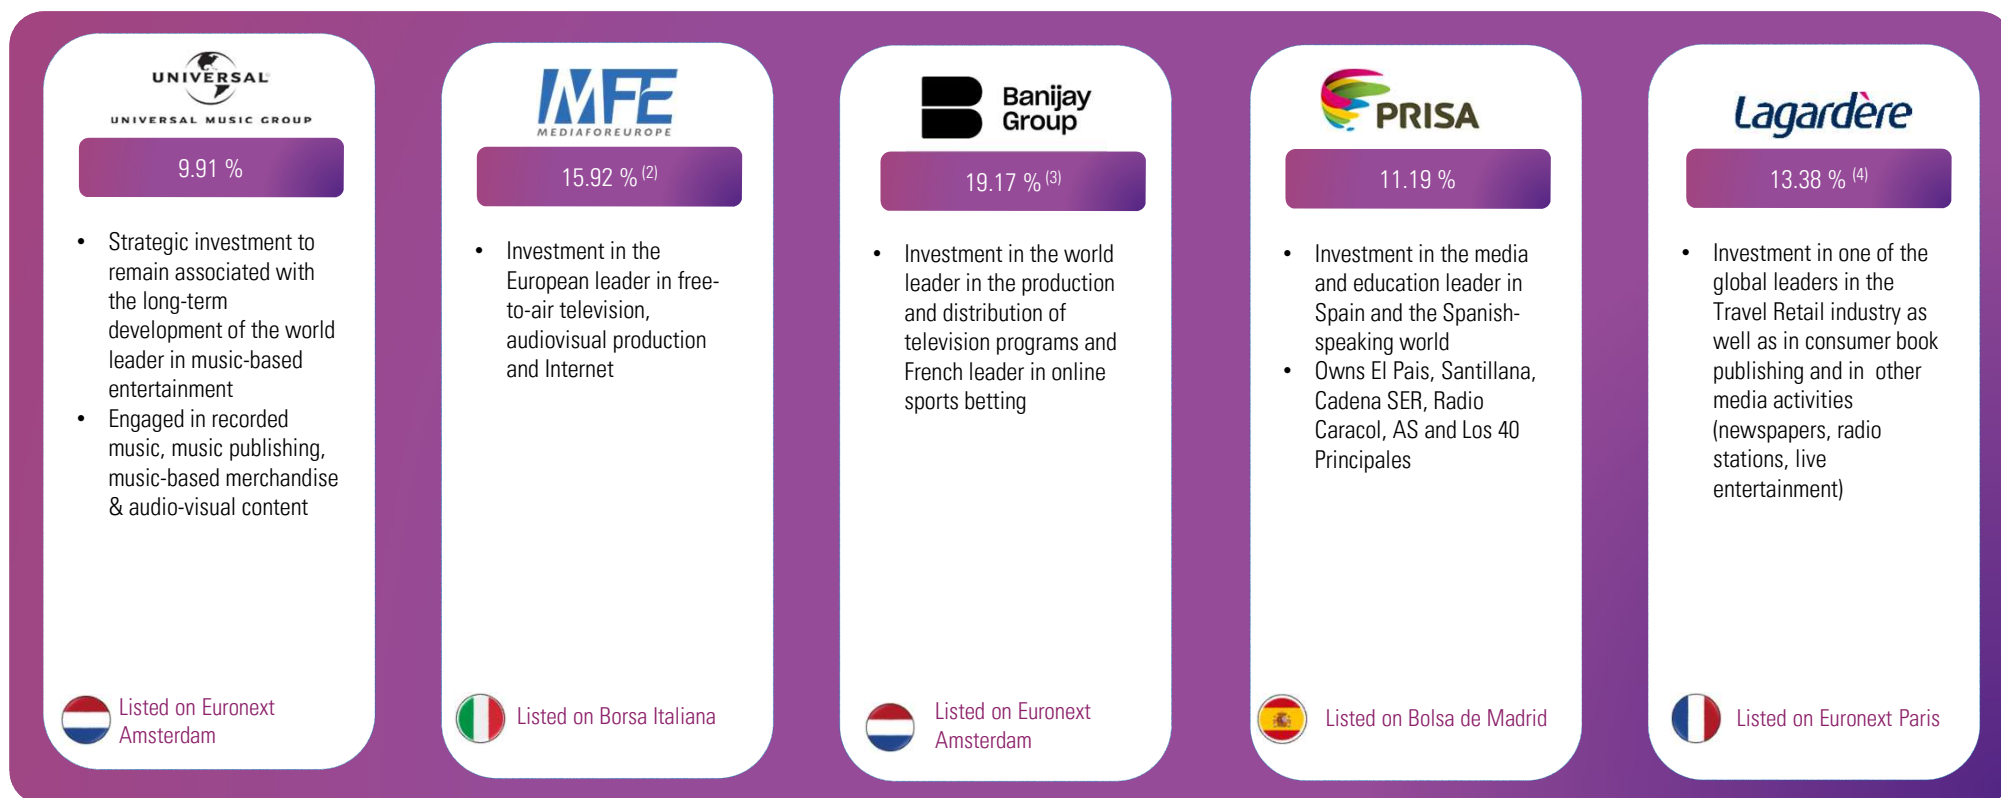 UNIVERSAL
UNIVERSAL MUSIC GROUP
9.91 %
• Strategic investment to
remain associated with
the long-term
development of the world
leader in music-based
entertainment
• Engaged in recorded
music, music publishing,
music-based merchandise
& audio-visual content
Listed on Euronext
Amsterdam
MFE
MEDIAFOREUROPE
15.92 % (2)
• Investment in the
European leader in free-
to-air television,
audiovisual production
and Internet
Listed on Borsa Italiana
Banijay
Group
19.17 % (3)
• Investment in the world
leader in the production
and distribution of
television programs and
French leader in online
sports betting
Listed on Euronext
Amsterdam
PRISA
11.19 %
• Investment in the media
and education leader in
Spain and the Spanish-
speaking world
• Owns El Pais, Santillana,
Cadena SER, Radio
Caracol, AS and Los 40
Principales
Listed on Bolsa de Madrid
Lagardère
13.38 % (4)
• Investment in one of the
global leaders in the
Travel Retail industry as
well as in consumer book
publishing and in other
media activities
(newspapers, radio
stations, live
entertainment)
Listed on Euronext Paris